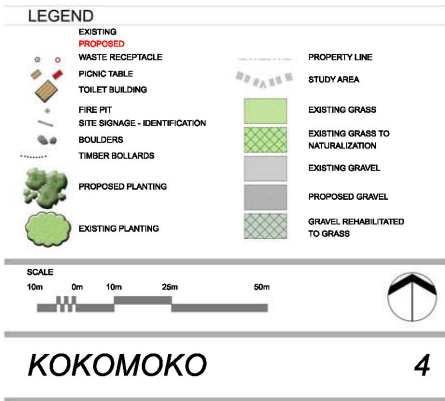 LEGEND
EXISTING
PROPOSED
WASTE RECEPTACLE
PICNIC TABLE
TOILET BUILDING
FIRE PIT
SITE SIGNAGE - IDENTIFICATION
BOULDERS
TIMBER BOLLARDS
PROPOSED PLANTING
EXISTING PLANTING
PROPERTY LINE
STUDY AREA
EXISTING GRASS
EXISTING GRASS TO
NATURALIZATION
EXISTING GRAVEL
PROPOSED GRAVEL
GRAVEL REHABILITATED
TO GRASS
SCALE
10m 0m 10m 25m 50m
KOKOMOKO 4